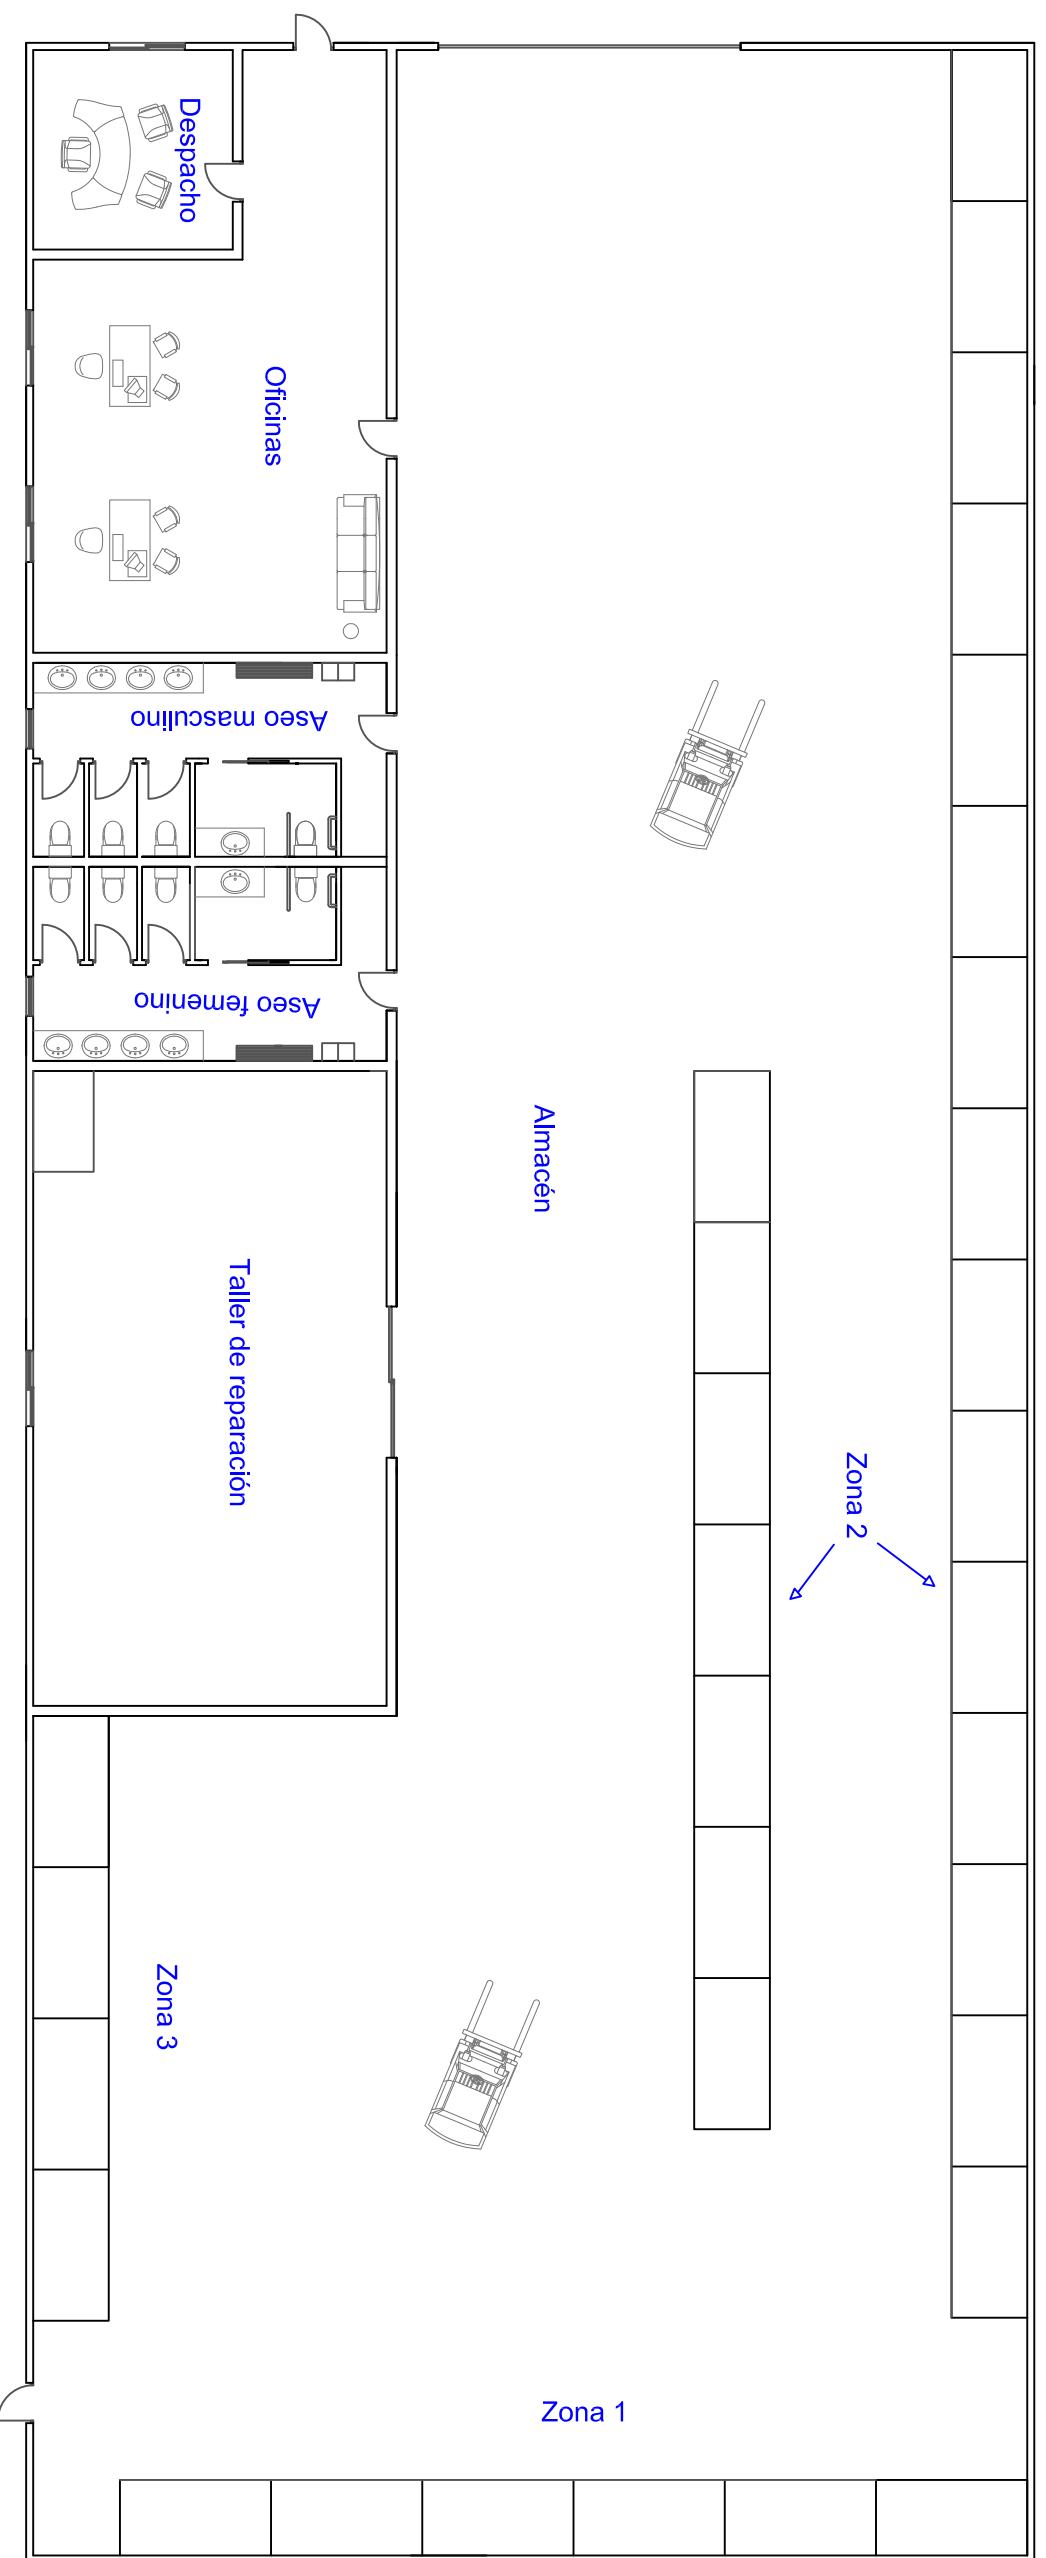 Despacho
Oficinas
Aseo masculino
Aseo femenino
Almacén
Taller de reparación
Zona 2
Zona 3
Zona 1